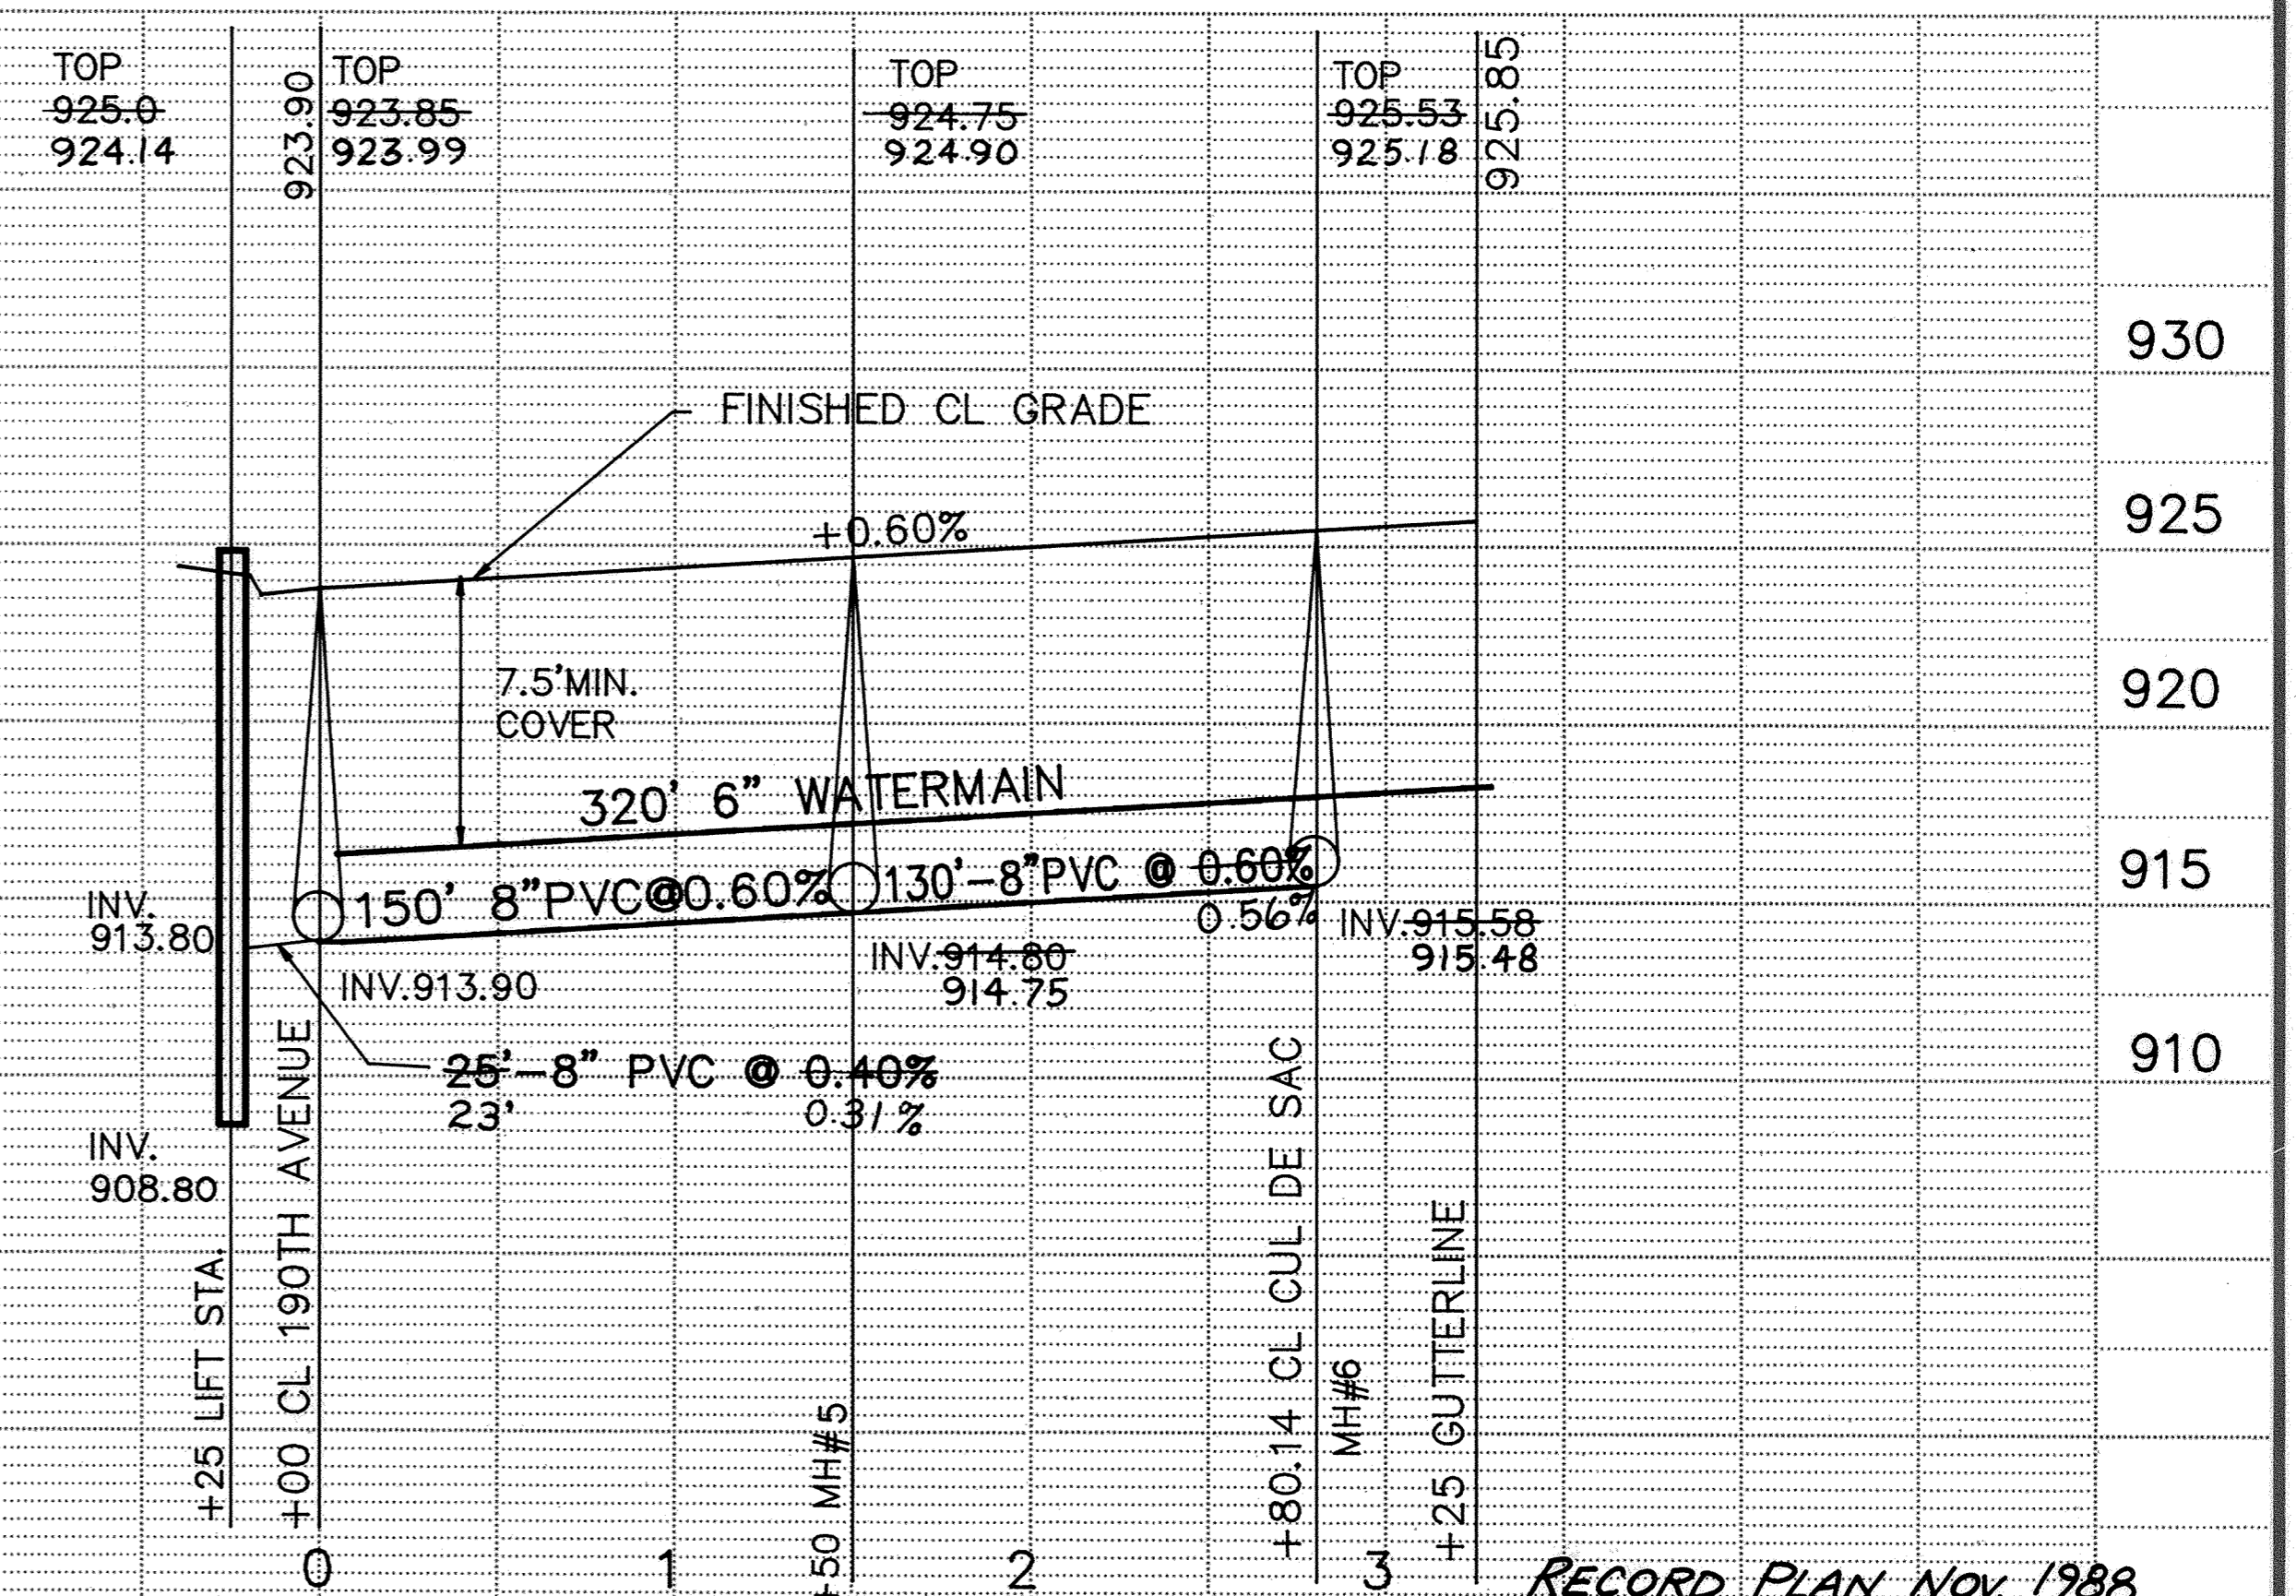 TOP
925.0
924.14
923.90
TOP
923.85
923.99
TOP
924.75
924.90
TOP
925.53
925.18
925.85
930
FINISHED CL GRADE
925
+0.60%
7.5'MIN.
COVER
920
320' 6" WATERMAIN
915
150' 8"PVC@0.60%
130'-8"PVC @ 0.60%
0.56%
INV.
913.80
INV.913.90
INV.914.80
914.75
INV.915.58
915.48
910
25'-8" PVC @ 0.40%
23' 0.31%
INV.
908.80
+25 LIFT STA.
+00 CL 190TH AVENUE
+50 MH#5
+80.14 CL CUL DE SAC
MH#6
+25 GUTTERLINE
0 1 2 3
RECORD PLAN NOV. 1988